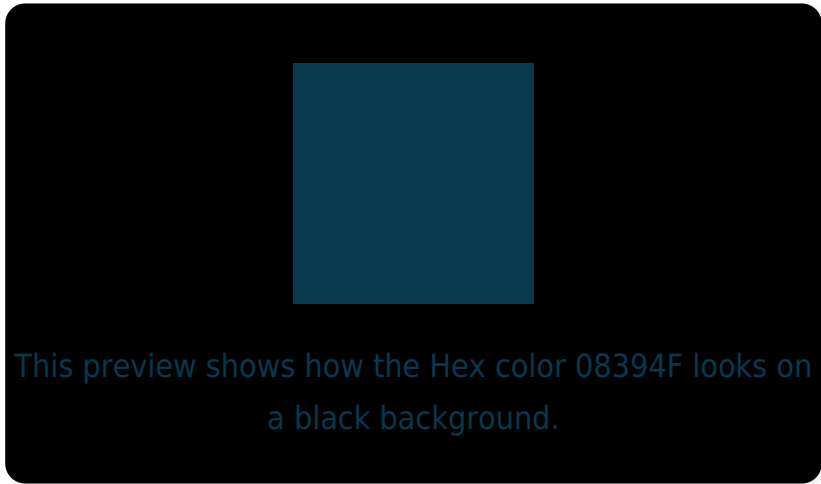 This preview shows how the Hex color 08394F looks on
a black background.